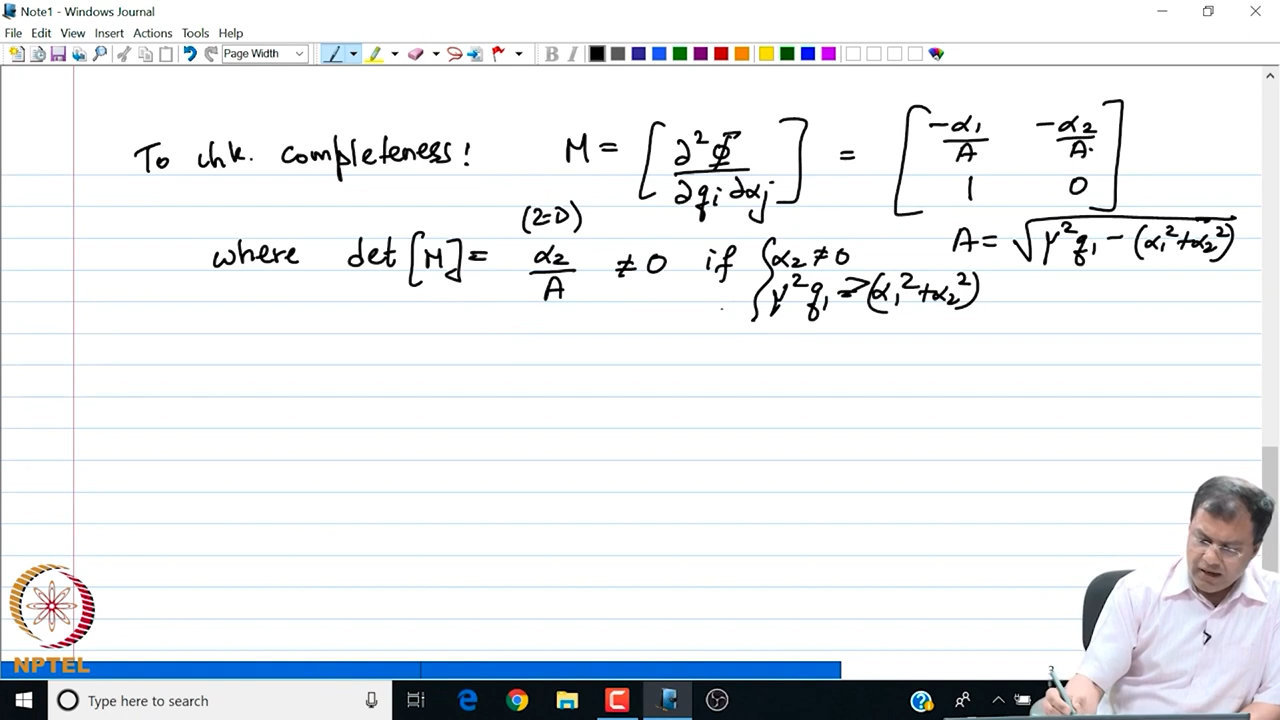 Note1 - Windows Journal
File Edit View Insert Actions Tools Help
Page Width
B I
To chk. completeness! M = [∂²Φ / ∂qi ∂αj] = [-α₁/A -α₂/A; 1 0]
(2-D)
A = √(γ²q₁ - (α₁²+α₂²))
where det [M] = α₂/A ≠ 0 if { α₂ ≠ 0
γ²q₁ > (α₁²+α₂²)
NPTEL
Type here to search